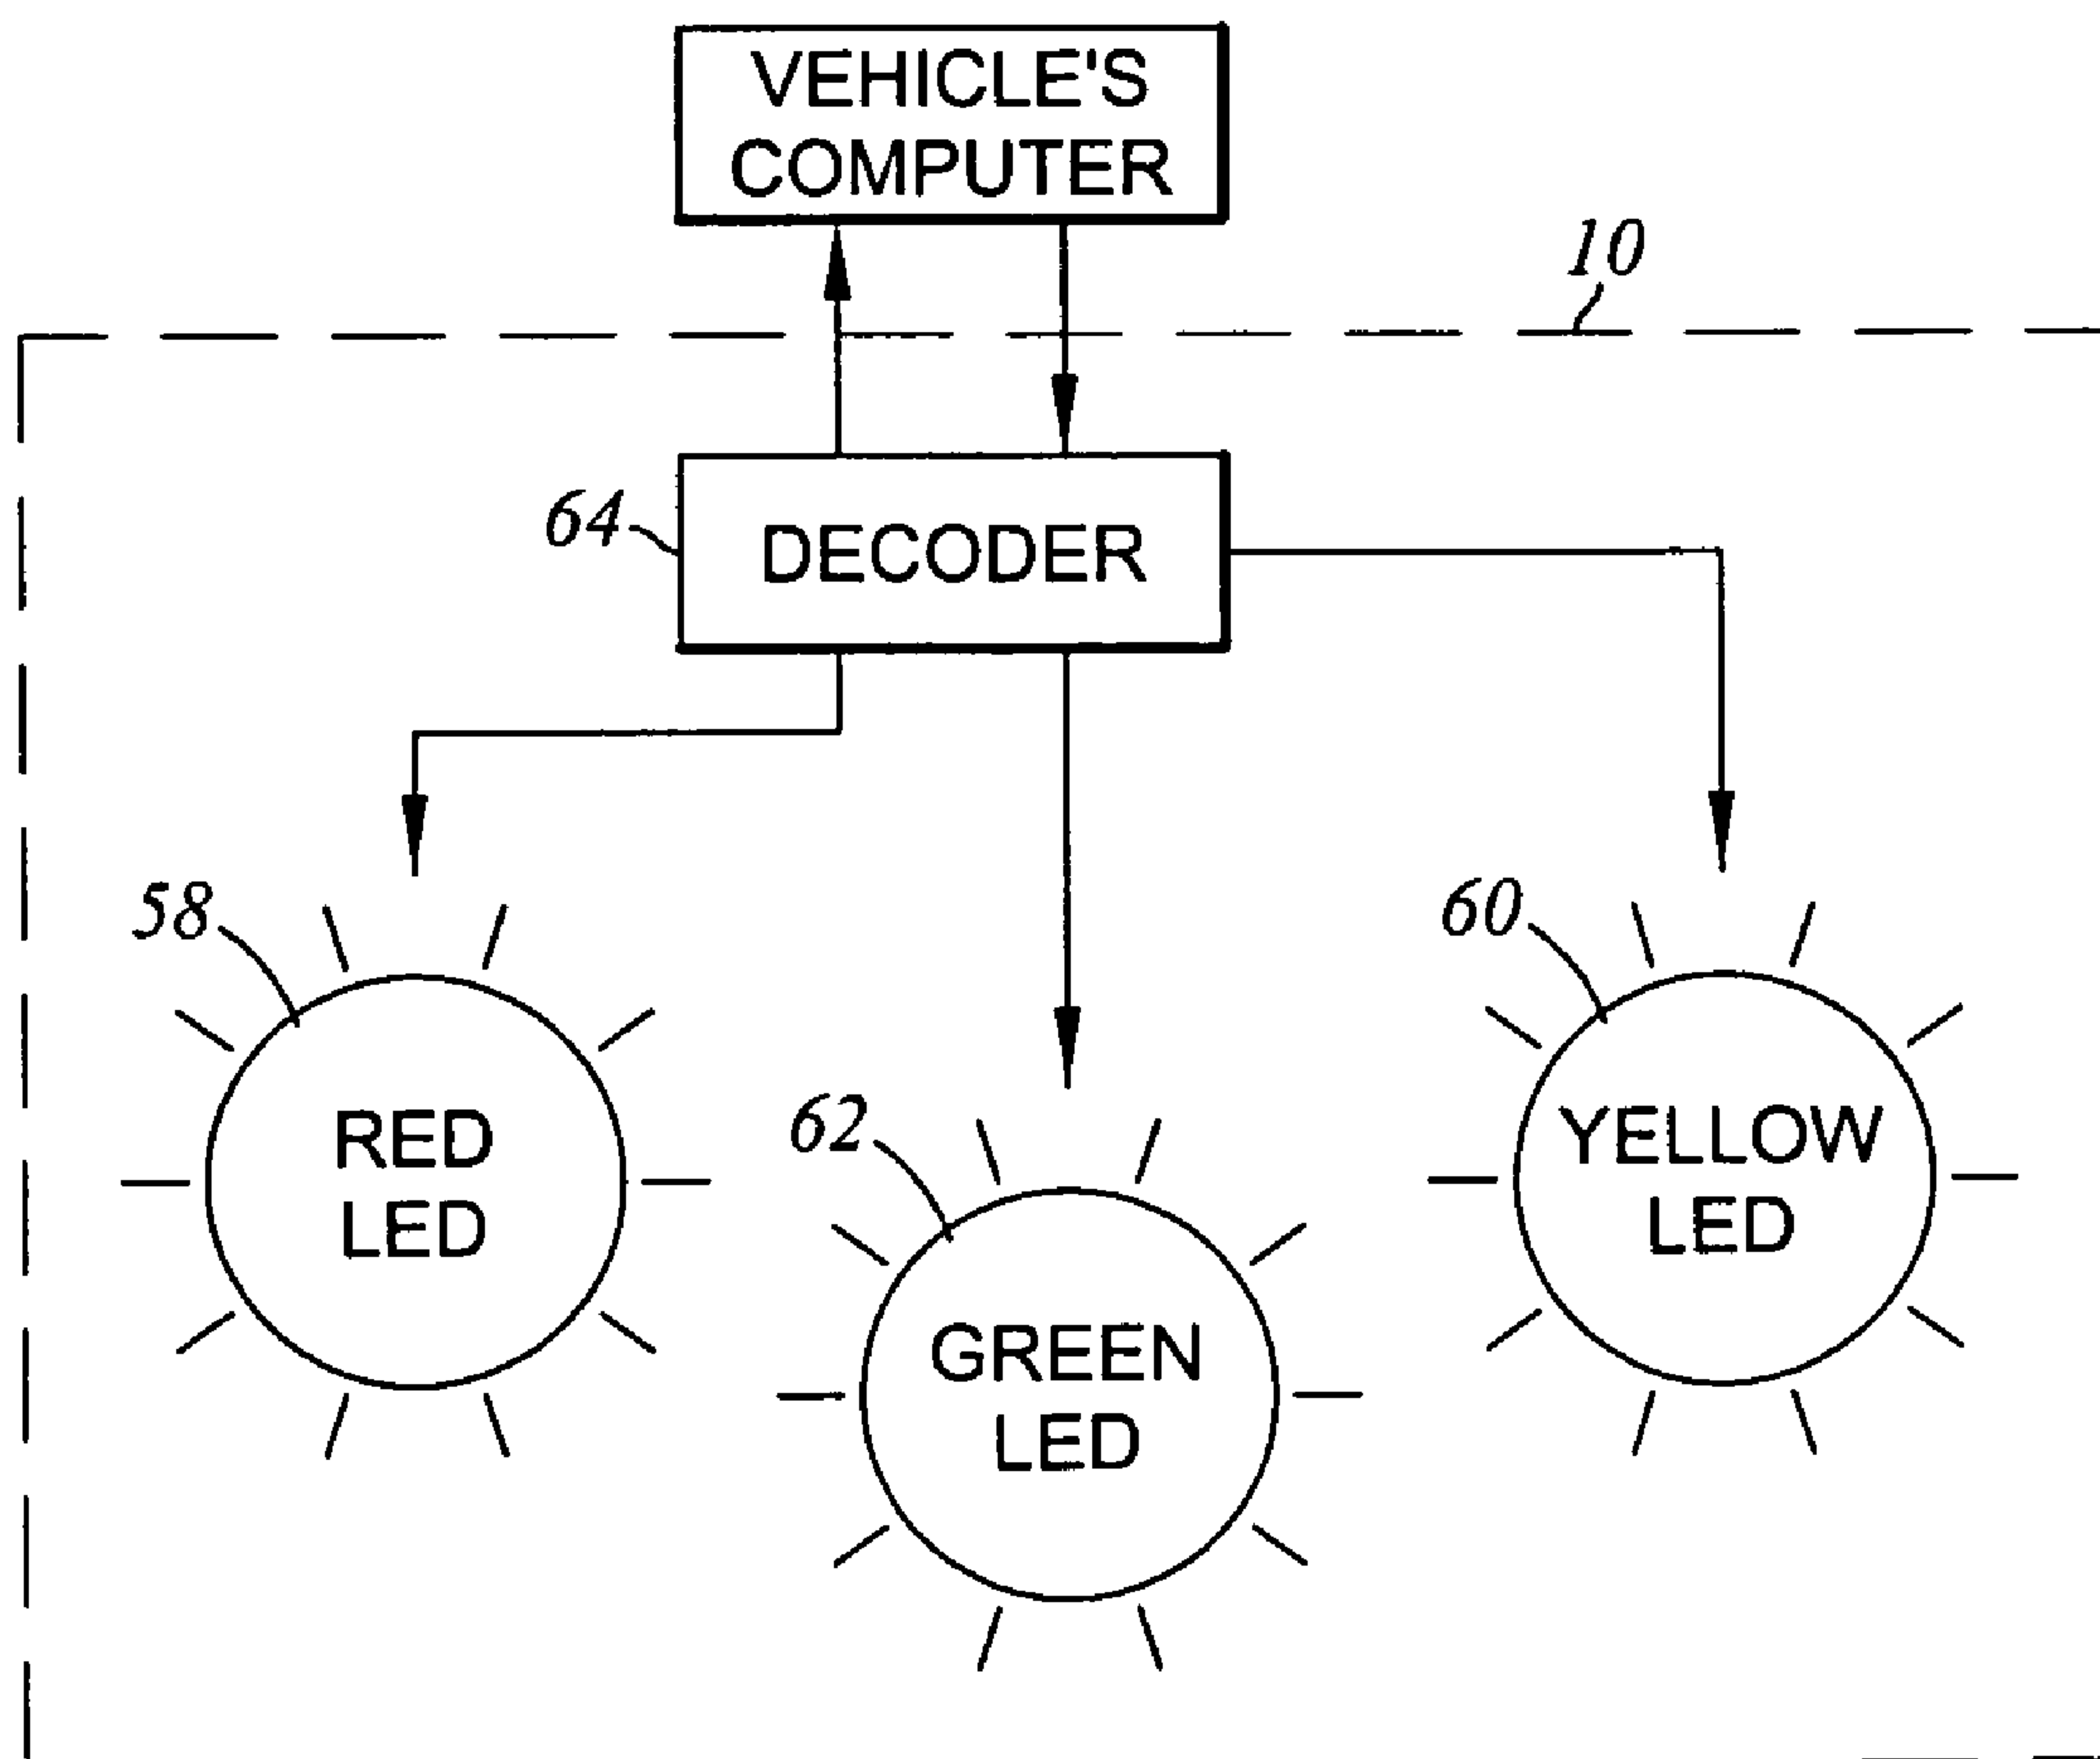 VEHICLE'S
COMPUTER
10
64
DECODER
58
60
62
RED
LED
YELLOW
LED
GREEN
LED